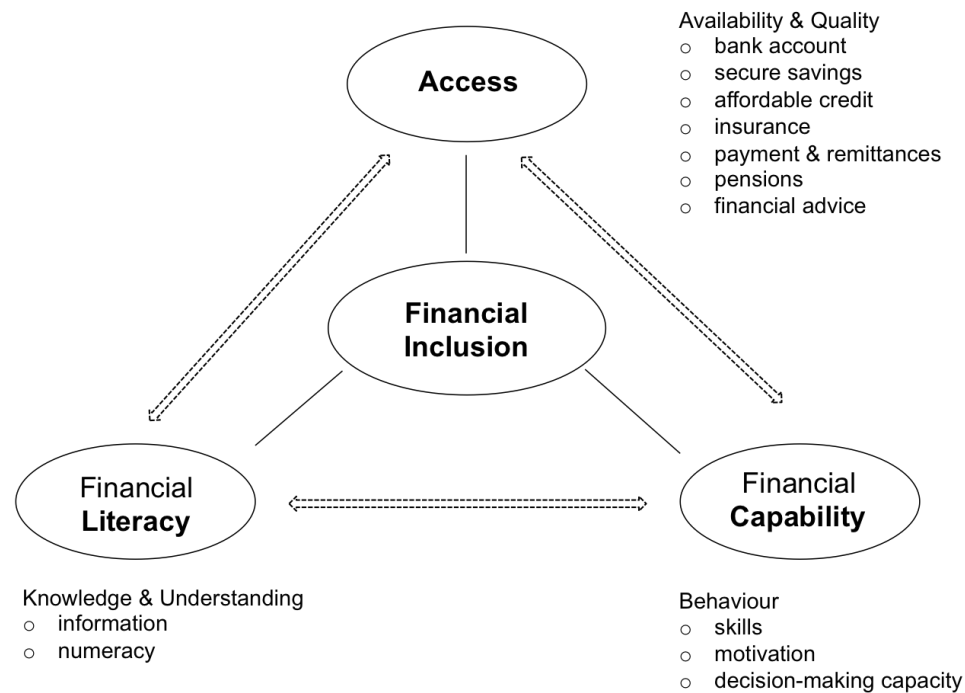 Availability & Quality
○ bank account
○ secure savings
○ affordable credit
○ insurance
○ payment & remittances
○ pensions
○ financial advice
Access
Financial
Inclusion
Financial
Literacy
Financial
Capability
Knowledge & Understanding
○ information
○ numeracy
Behaviour
○ skills
○ motivation
○ decision-making capacity